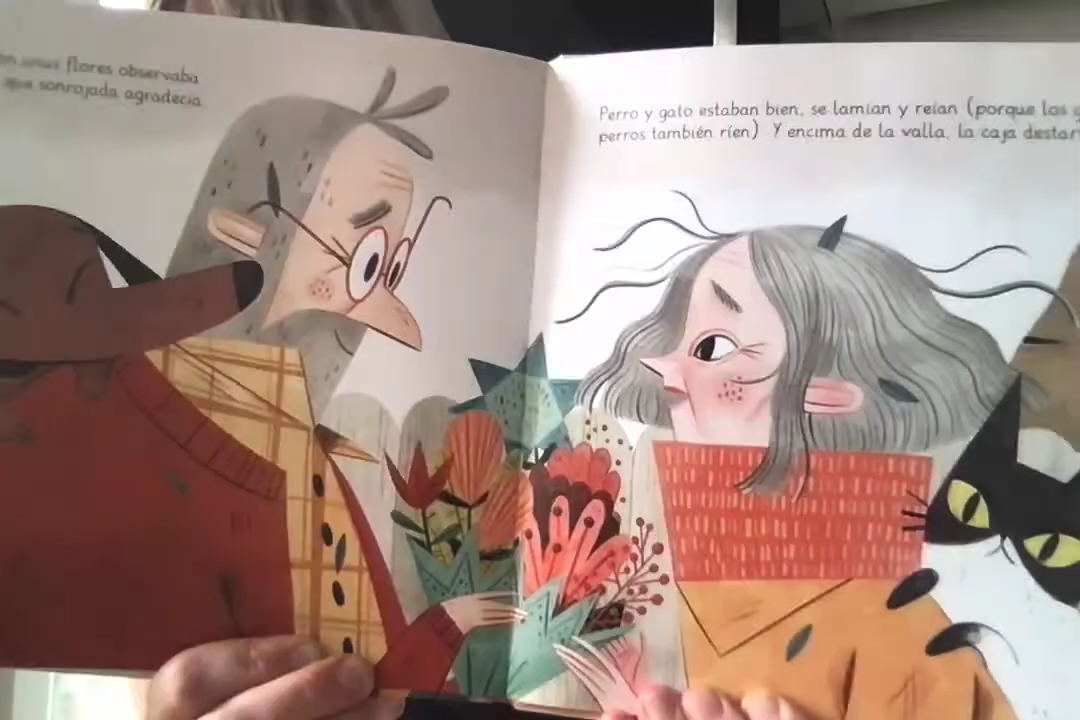 unas flores observaba
que sonrojada agradecía
Perro y gato estaban bien, se lamían y reían (porque los
perros también ríen) Y encima de la valla, la caja